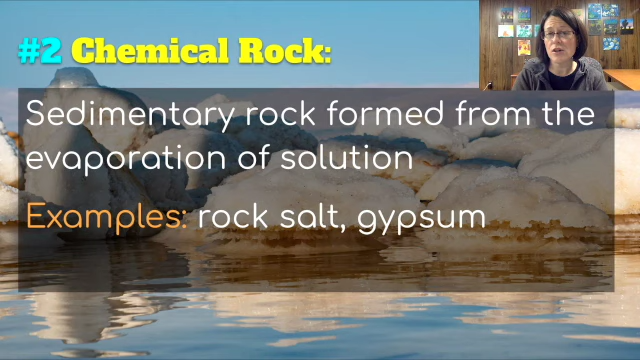 #2 Chemical Rock:
Sedimentary rock formed from the
evaporation of solution
Examples: rock salt, gypsum